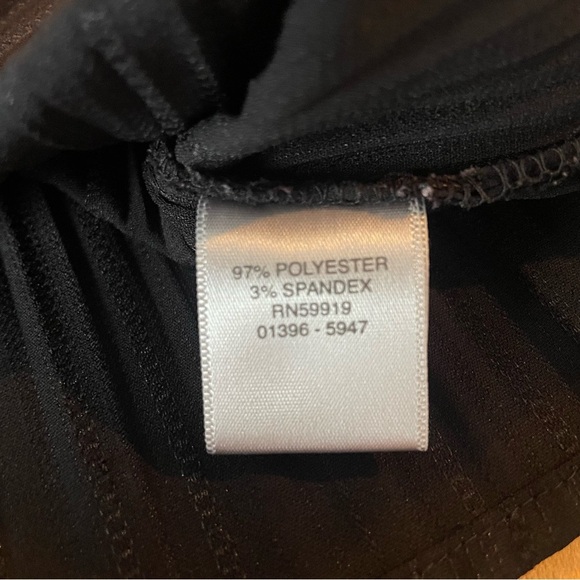 97% POLYESTER
3% SPANDEX
RN59919
01396 - 5947